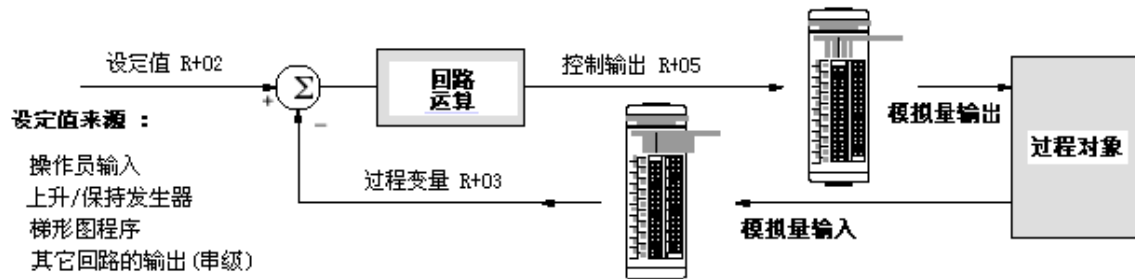 设定值 R+02
+
Σ
−
回路
运算
控制输出 R+05
模拟量输出
过程对象
设定值来源 :
操作员输入
上升/保持发生器
梯形图程序
其它回路的输出(串级)
过程变量 R+03
模拟量输入